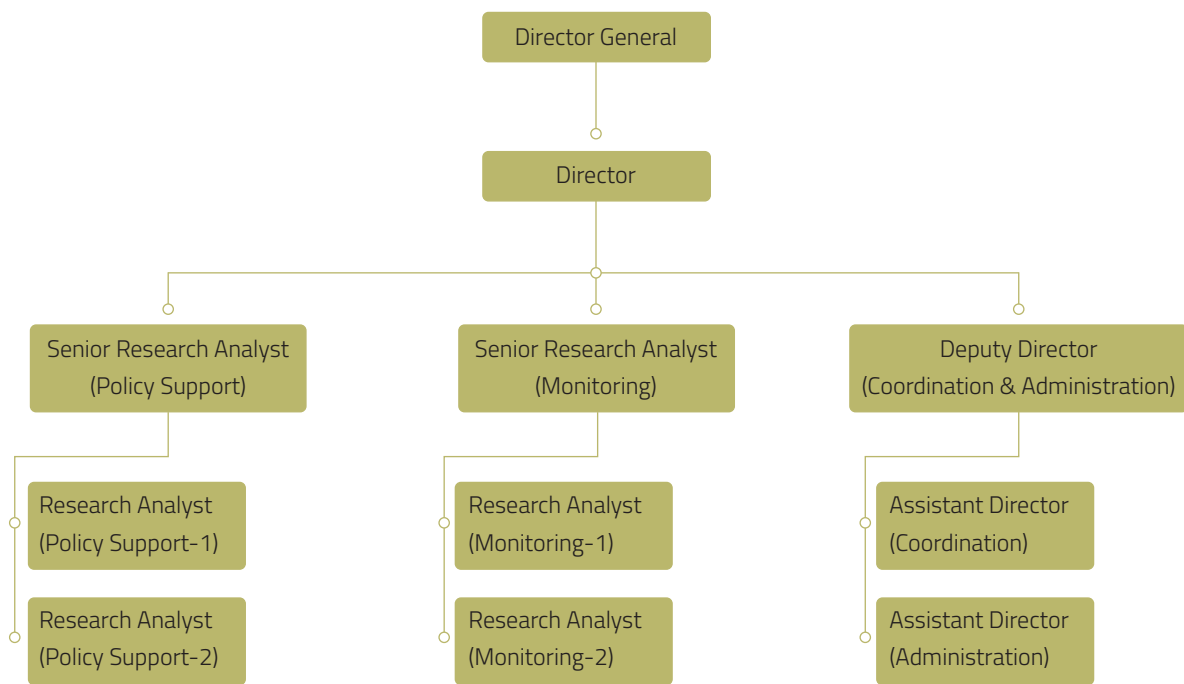 Director General
Director
Senior Research Analyst
(Policy Support)
Senior Research Analyst
(Monitoring)
Deputy Director
(Coordination & Administration)
Research Analyst
(Policy Support-1)
Research Analyst
(Monitoring-1)
Assistant Director
(Coordination)
Research Analyst
(Policy Support-2)
Research Analyst
(Monitoring-2)
Assistant Director
(Administration)